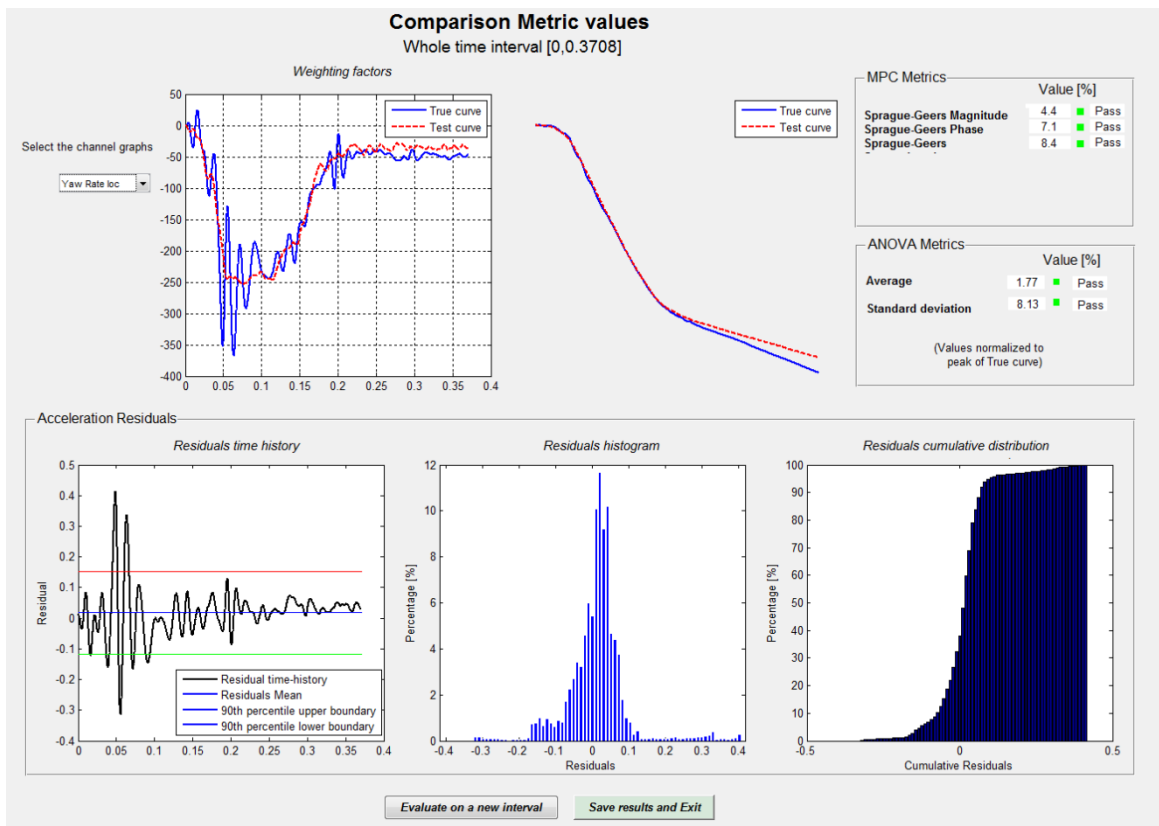 Comparison Metric values
Whole time interval [0,0.3708]
Weighting factors
Select the channel graphs
Yaw Rate loc
50
0
-50
-100
-150
-200
-250
-300
-350
-400
0 0.05 0.1 0.15 0.2 0.25 0.3 0.35 0.4
True curve
Test curve
True curve
Test curve
MPC Metrics
Value [%]
Sprague-Geers Magnitude 4.4 Pass
Sprague-Geers Phase 7.1 Pass
Sprague-Geers 8.4 Pass
ANOVA Metrics
Value [%]
Average 1.77 Pass
Standard deviation 8.13 Pass
(Values normalized to
peak of True curve)
Acceleration Residuals
Residuals time history
Residual
0.5
0.4
0.3
0.2
0.1
0
-0.1
-0.2
-0.3
-0.4
0 0.05 0.1 0.15 0.2 0.25 0.3 0.35 0.4
Residual time-history
Residuals Mean
90th percentile upper boundary
90th percentile lower boundary
Residuals histogram
Percentage [%]
12
10
8
6
4
2
0
-0.4 -0.3 -0.2 -0.1 0 0.1 0.2 0.3 0.4
Residuals
Residuals cumulative distribution
Percentage [%]
100
90
80
70
60
50
40
30
20
10
0
-0.5 0 0.5
Cumulative Residuals
Evaluate on a new interval
Save results and Exit